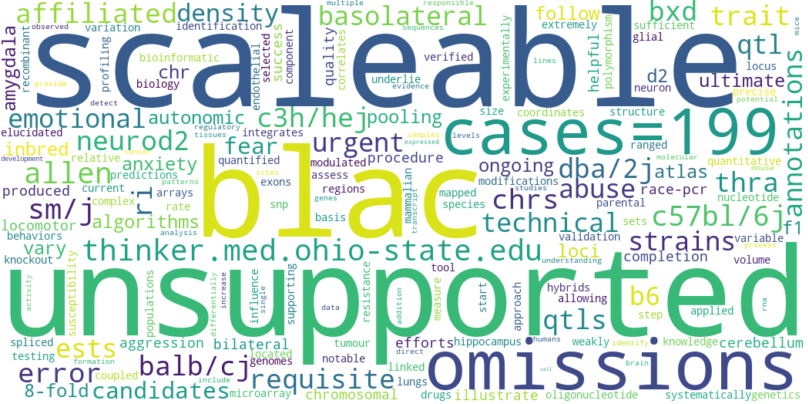 affiliated density observed multiple responsible bxd
variation identification basolateral sequences follow trait
scaleable
amygdala recombinant profiling bioinformatic selected component success endothelial quality correlates verified experimentally extremely sufficient glial helpful polymorphism qtl
chr biology underlie evidence lines d2 locus mice
neuron ultimate precise
provide detect potential
emotional autonomic c3h/hej pooling size coordinates structure annotations
elucidated regulatory integrates samples levels ranged
neurod2 tissues fear urgent expressed cases=199
inbred relative cancer anxiety quantified modulated procedure molecular quantitative
development predictions sites assess blac mammalian transcript ongoing dba/2j atlas mouse
allen current patterns exons regions modifications abuse race-pcr
produced complex arrays snp genes mapped chrs studies parental nucleotide
sm/j ri rate basis species technical sets c57bl/6j thra
locomotor algorithms analysis validation variable f1
behaviors vary thinker.med.ohio-state.edu loci strains process
knockout completion volume
understanding
unsupported
activity susceptibility populations differentially increase influence single supporting data resistance addition measure tool start approach hybrids allowing b6 applied rna
qtls step
ests aggression bilateral located tumour efforts hippocampus weakly knowledge cerebellum
spliced direct humans identify
testing error coupled balb/cj genomes notable linked omissions
formation include requisite lungs cell brain
8-fold candidates microarray chromosomal drugs illustrate oligonucleotide systematically genetics